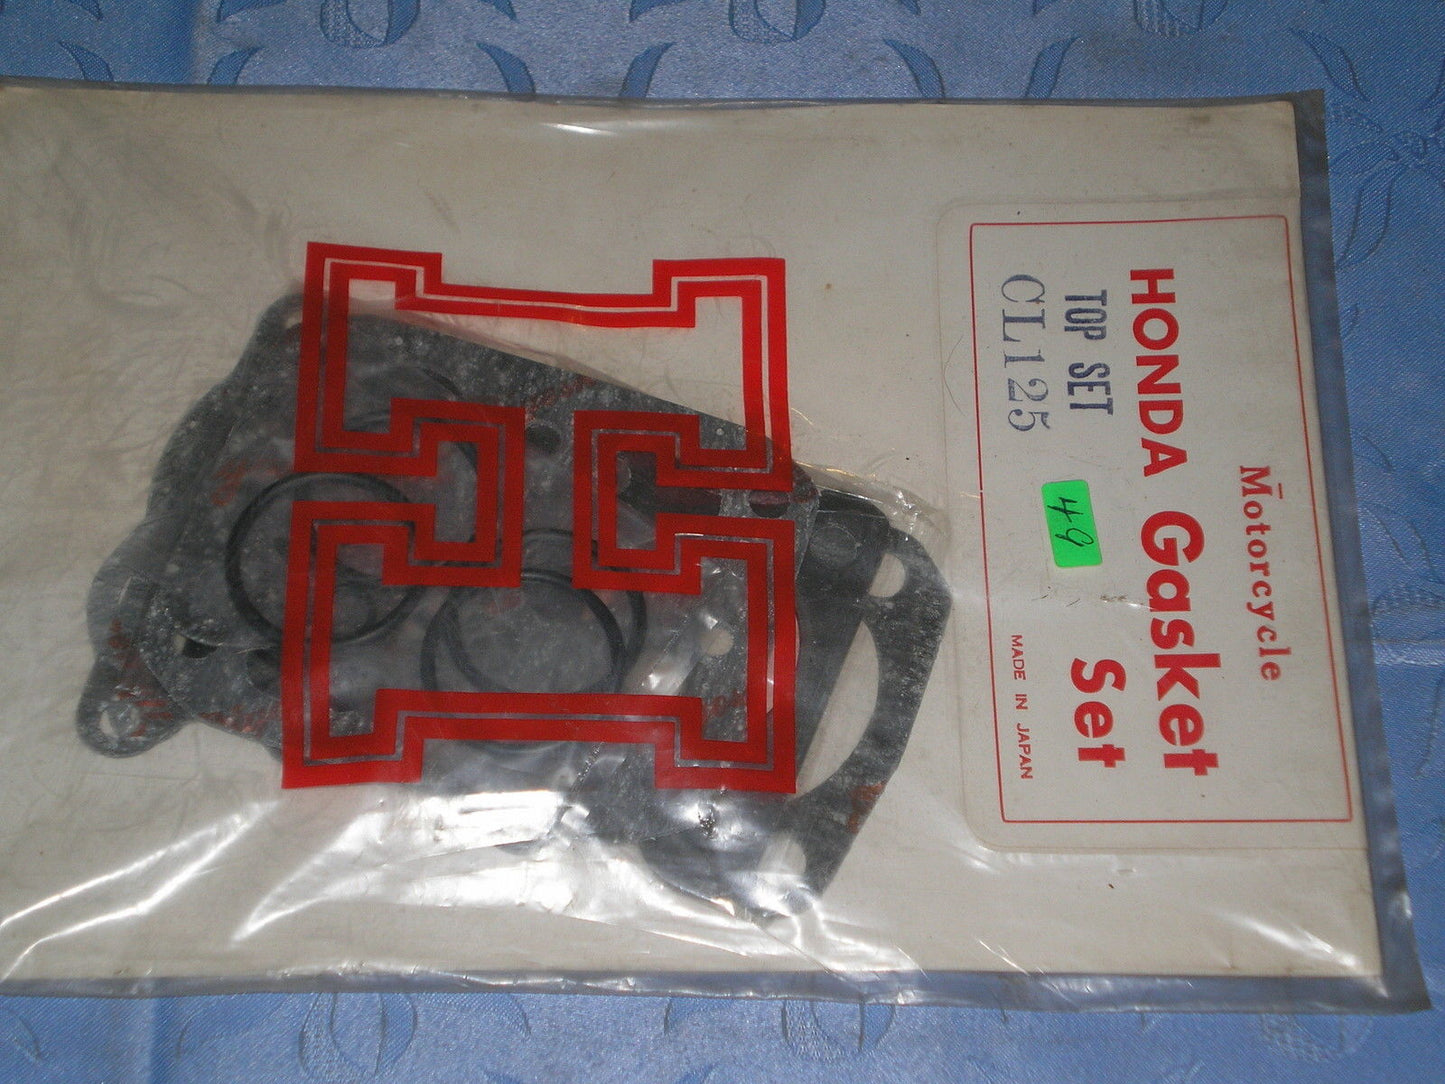 Motorcycle
HONDA Gasket Set
TOP SET
CL125
49
MADE IN JAPAN
H